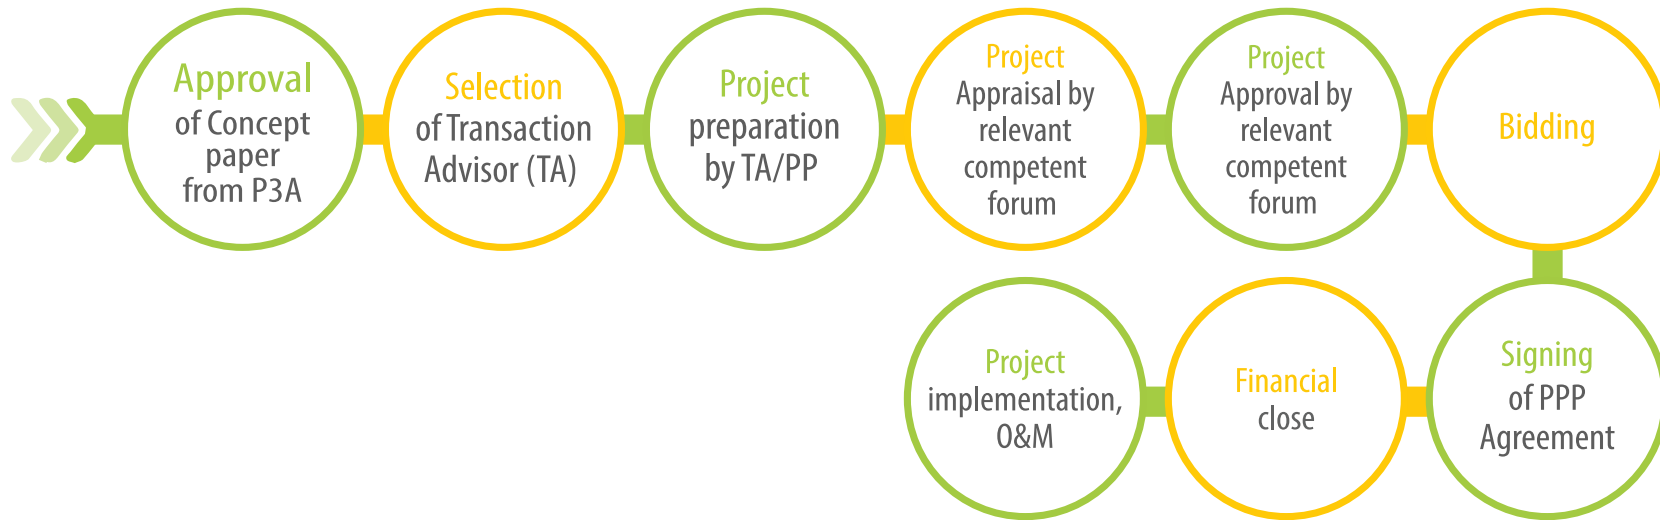 Approval
of Concept
paper
from P3A
Selection
of Transaction
Advisor (TA)
Project
preparation
by TA/PP
Project
Appraisal by
relevant
competent
forum
Project
Approval by
relevant
competent
forum
Bidding
Signing
of PPP
Agreement
Financial
close
Project
implementation,
O&M